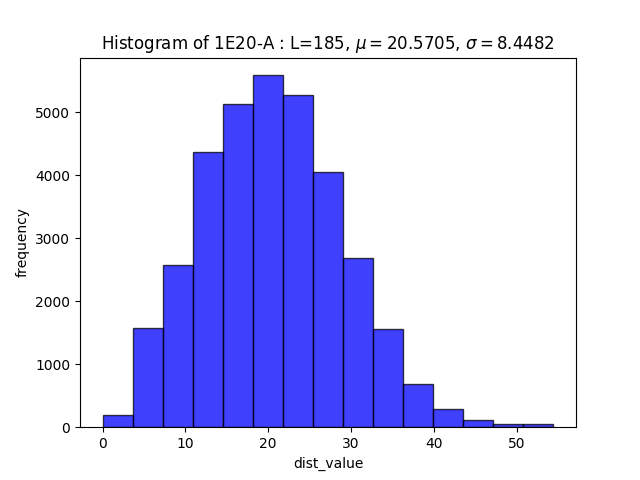 Histogram of 1E20-A : L=185, μ = 20.5705, σ = 8.4482
frequency
5000
4000
3000
2000
1000
0
0 10 20 30 40 50
dist_value